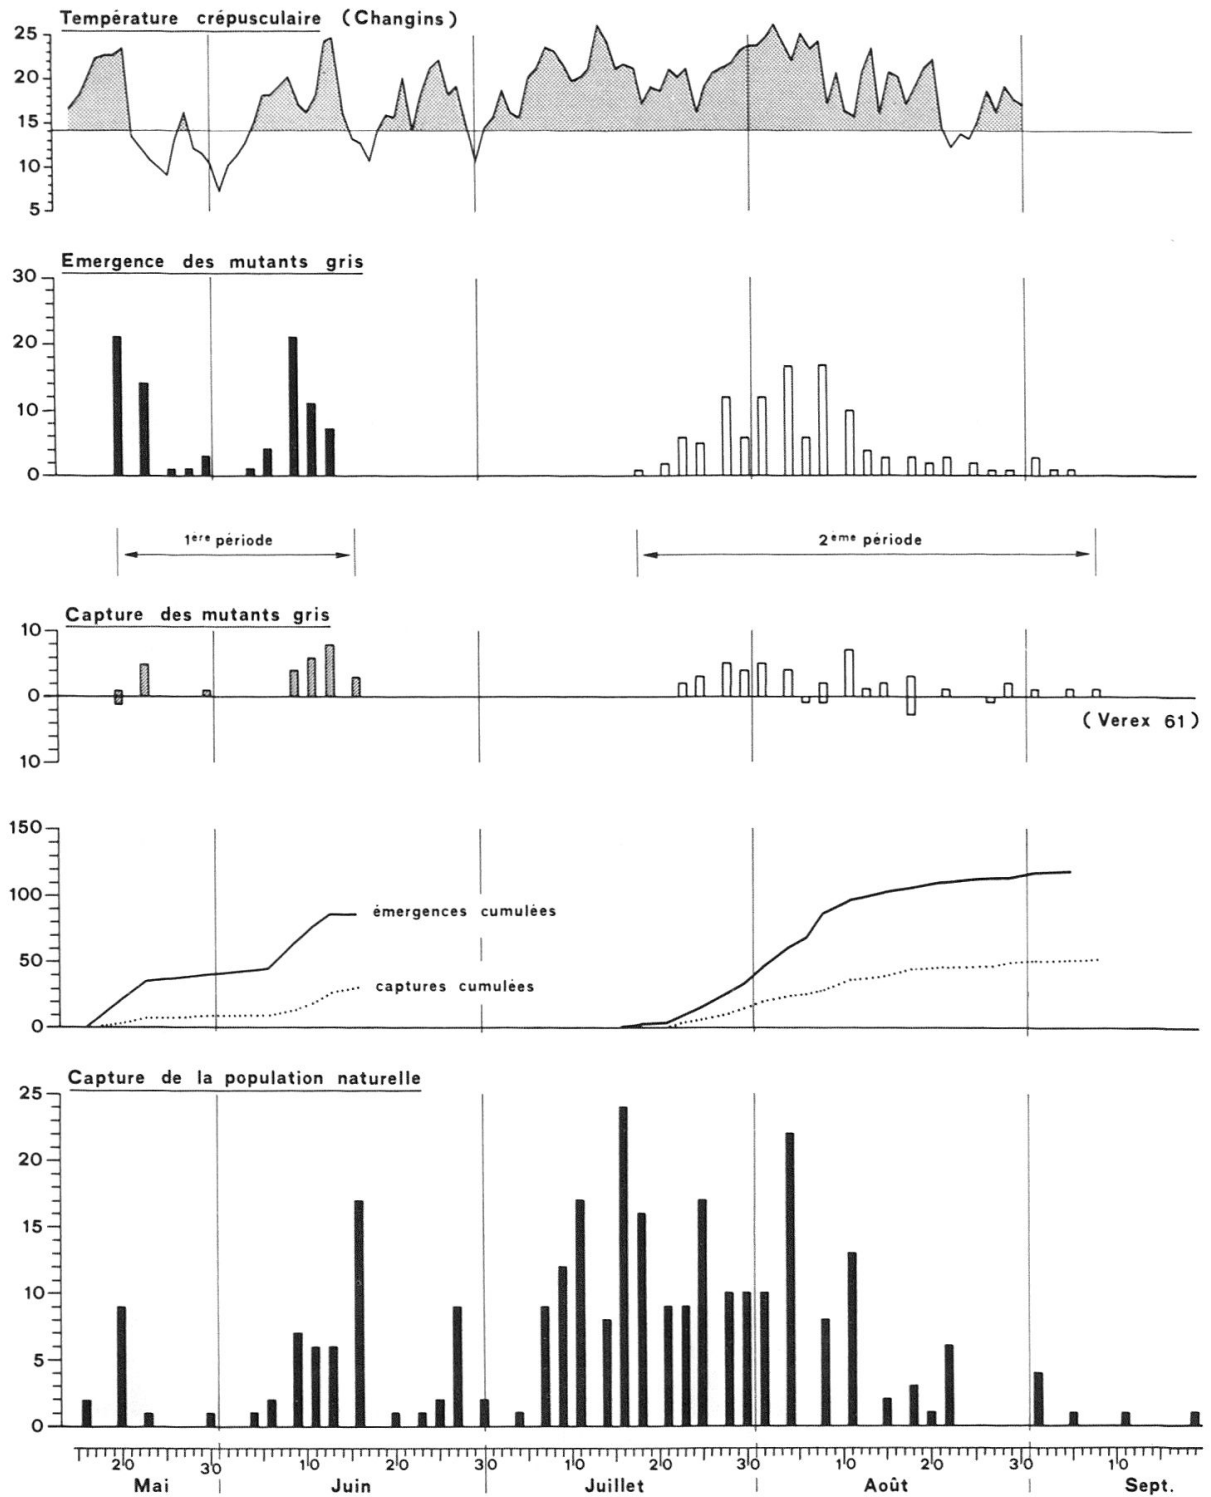 Température crépusculaire (Changins)
25
20
15
10
5
Emergence des mutants gris
30
20
10
0
1ère période
2ème période
Capture des mutants gris
10
0
(Verex 61)
10
150
100
50
0
émergences cumulées
captures cumulées
Capture de la population naturelle
25
20
15
10
5
0
20 30 10 20 30 10 20 30 10 20 30 10
Mai Juin Juillet Août Sept.